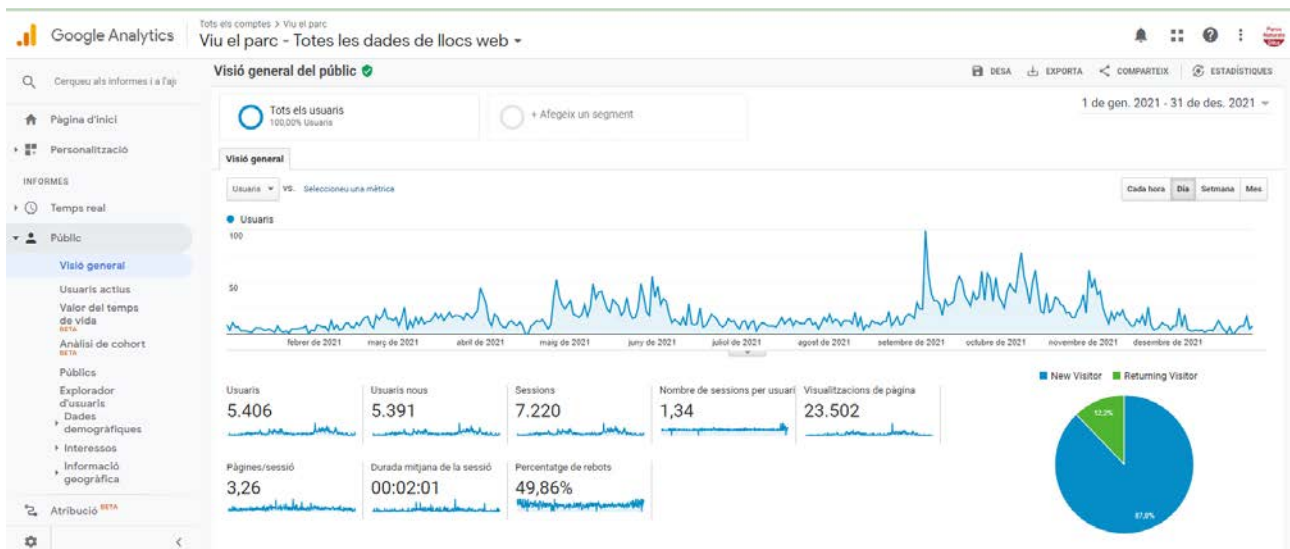 Google Analytics
Tots els comptes > Viu el parc
Viu el parc - Totes les dades de llocs web
Cerqueu als informes i a l'aj
Pàgina d'inici
Personalització
INFORMES
Temps real
Públic
Visió general
Usuaris actius
Valor del temps
de vida
BETA
Anàlisi de cohort
BETA
Públics
Explorador
d'usuaris
Dades
demogràfiques
Interessos
Informació
geogràfica
Atribució BETA
Visió general del públic
DESA
EXPORTA
COMPARTEIX
ESTADÍSTIQUES
Tots els usuaris
100,00% Usuaris
+ Afegeix un segment
1 de gen. 2021 - 31 de des. 2021
Visió general
Usuaris
VS.
Seleccioneu una mètrica
Cada hora
Dia
Setmana
Mes
Usuaris
100
50
febrer de 2021
març de 2021
abril de 2021
maig de 2021
juny de 2021
juliol de 2021
agost de 2021
setembre de 2021
octubre de 2021
novembre de 2021
desembre de 2021
Usuaris
5.406
Usuaris nous
5.391
Sessions
7.220
Nombre de sessions per usuari
1,34
Visualitzacions de pàgina
23.502
Pàgines/sessió
3,26
Durada mitjana de la sessió
00:02:01
Percentatge de rebots
49,86%
New Visitor
Returning Visitor
12,2%
87,8%